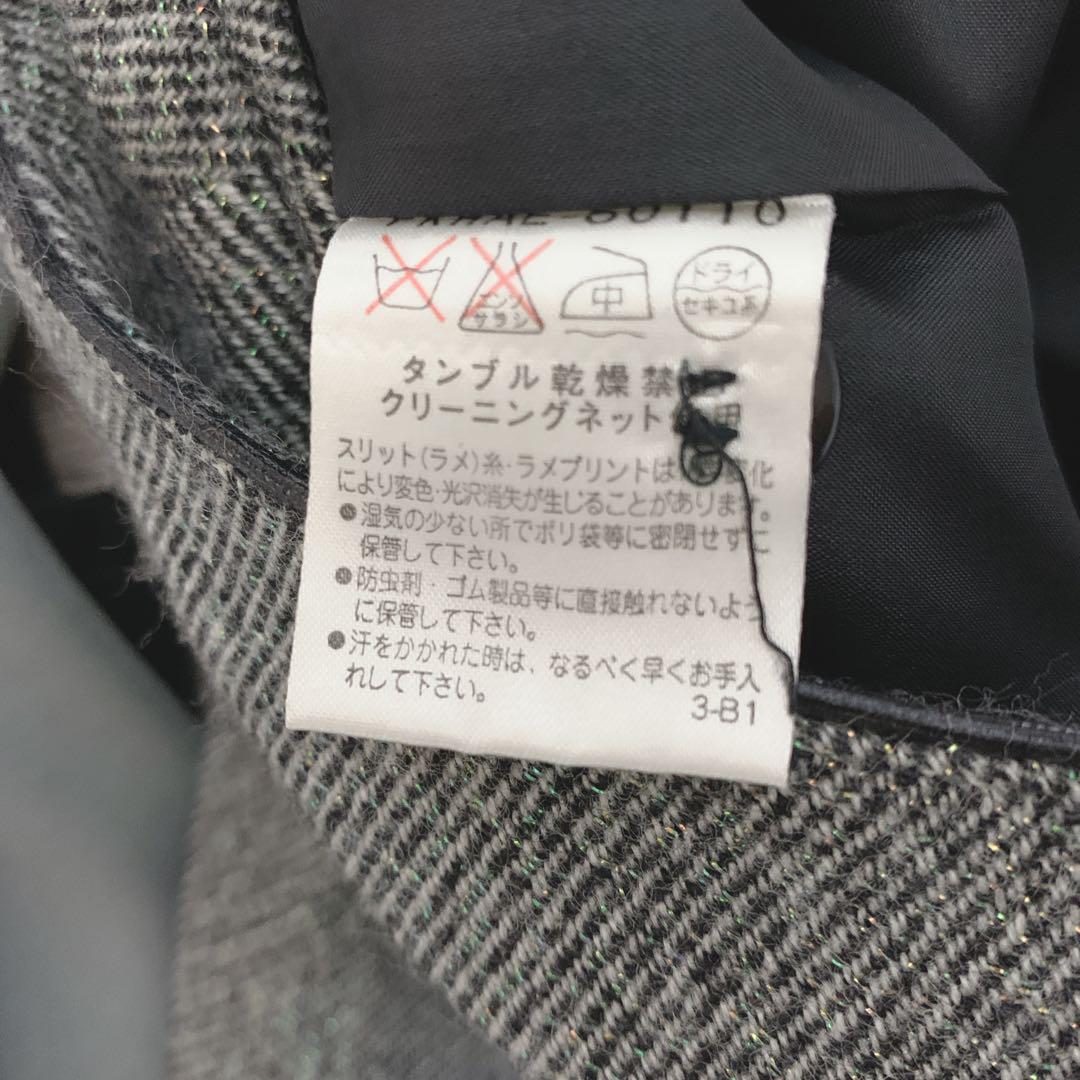 80110
エンソ
サラシ
中
ドライ
セキユ系
タンブル乾燥禁
クリーニングネット 用
スリット(ラメ)糸・ラメプリントは 化
により変色・光沢消失が生じることがあります。
●湿気の少ない所でポリ袋等に密閉せずに
保管して下さい。
●防虫剤・ゴム製品等に直接触れないよう
に保管して下さい。
●汗をかかれた時は、なるべく早くお手入
れして下さい。
3-B1